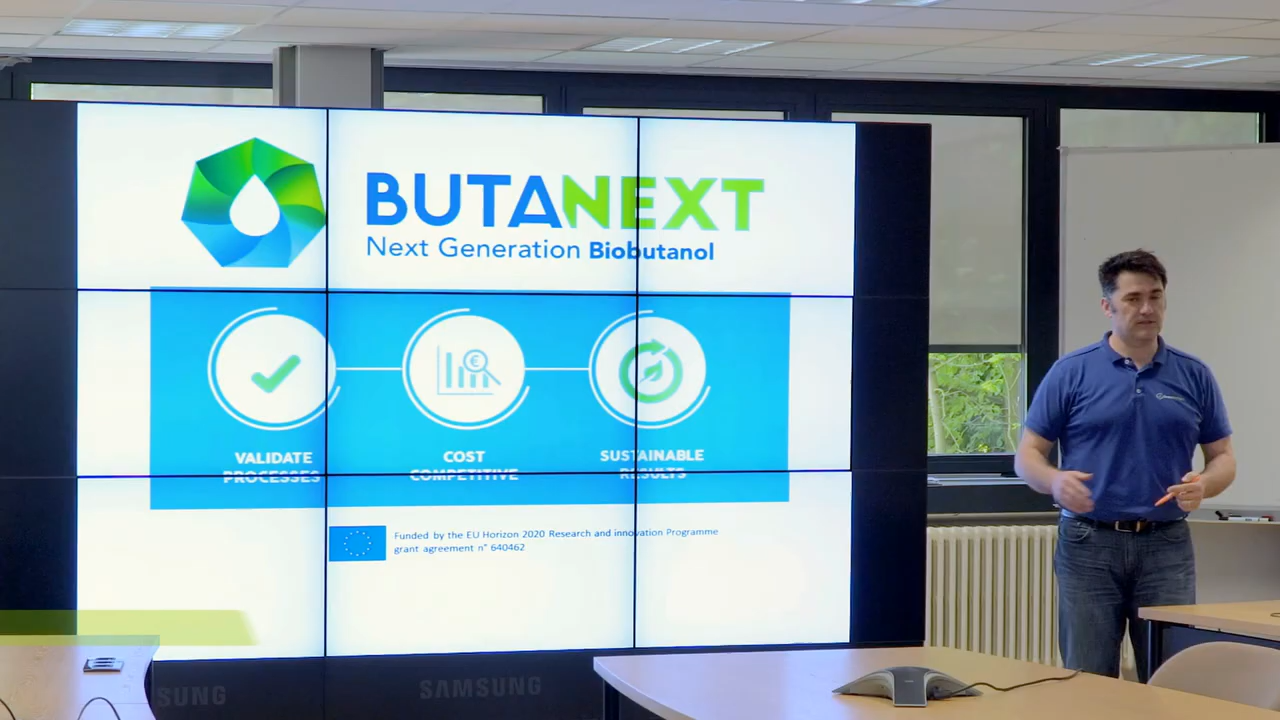 BUTANEXT
Next Generation Biobutanol
€
VALIDATE
PROCESSES
COST
COMPETITIVE
SUSTAINABLE
RESULTS
Funded by the EU Horizon 2020 Research and innovation Programme
grant agreement n° 640462
SUNG
SAMSUNG